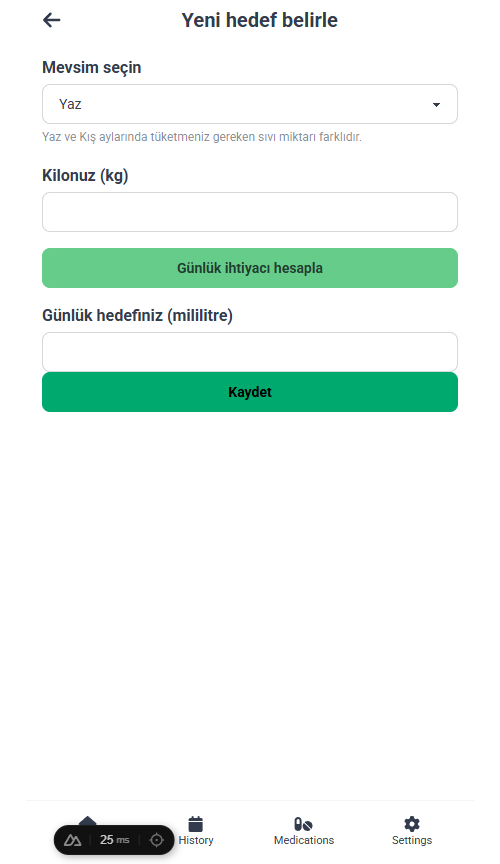 Yeni hedef belirle
Mevsim seçin
Yaz
Yaz ve Kış aylarında tüketmeniz gereken sıvı miktarı farklıdır.
Kilonuz (kg)
Günlük ihtiyacı hesapla
Günlük hedefiniz (mililitre)
Kaydet
25 ms
History
Medications
Settings